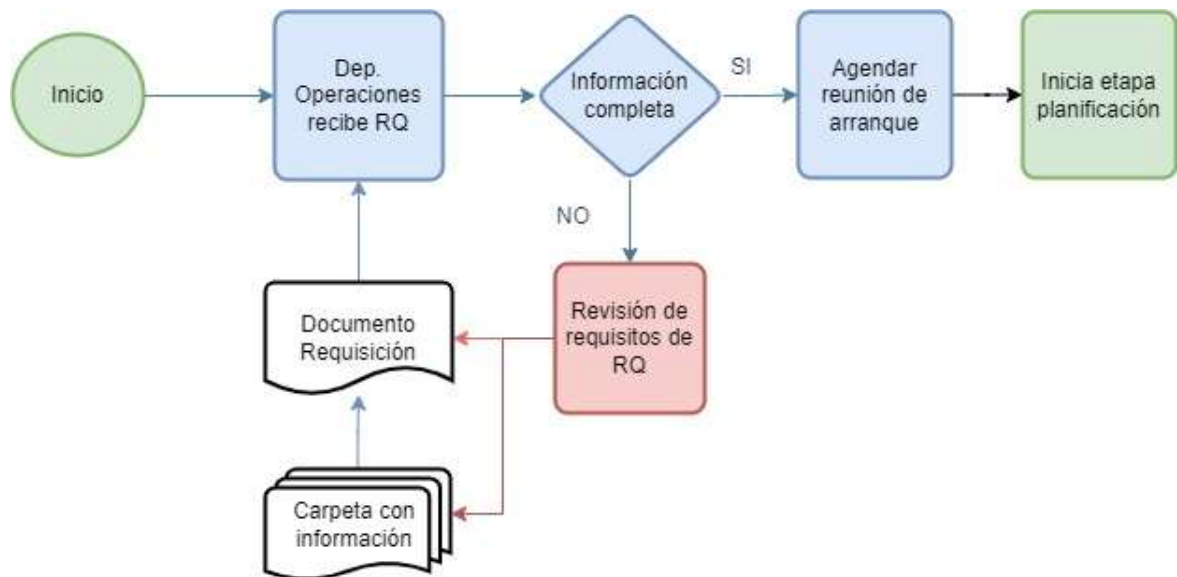 Inicio
Dep.
Operaciones
recibe RQ
Información
completa
SI
Agendar
reunión de
arranque
Inicia etapa
planificación
NO
Documento
Requisición
Revisión de
requisitos de
RQ
Carpeta con
información